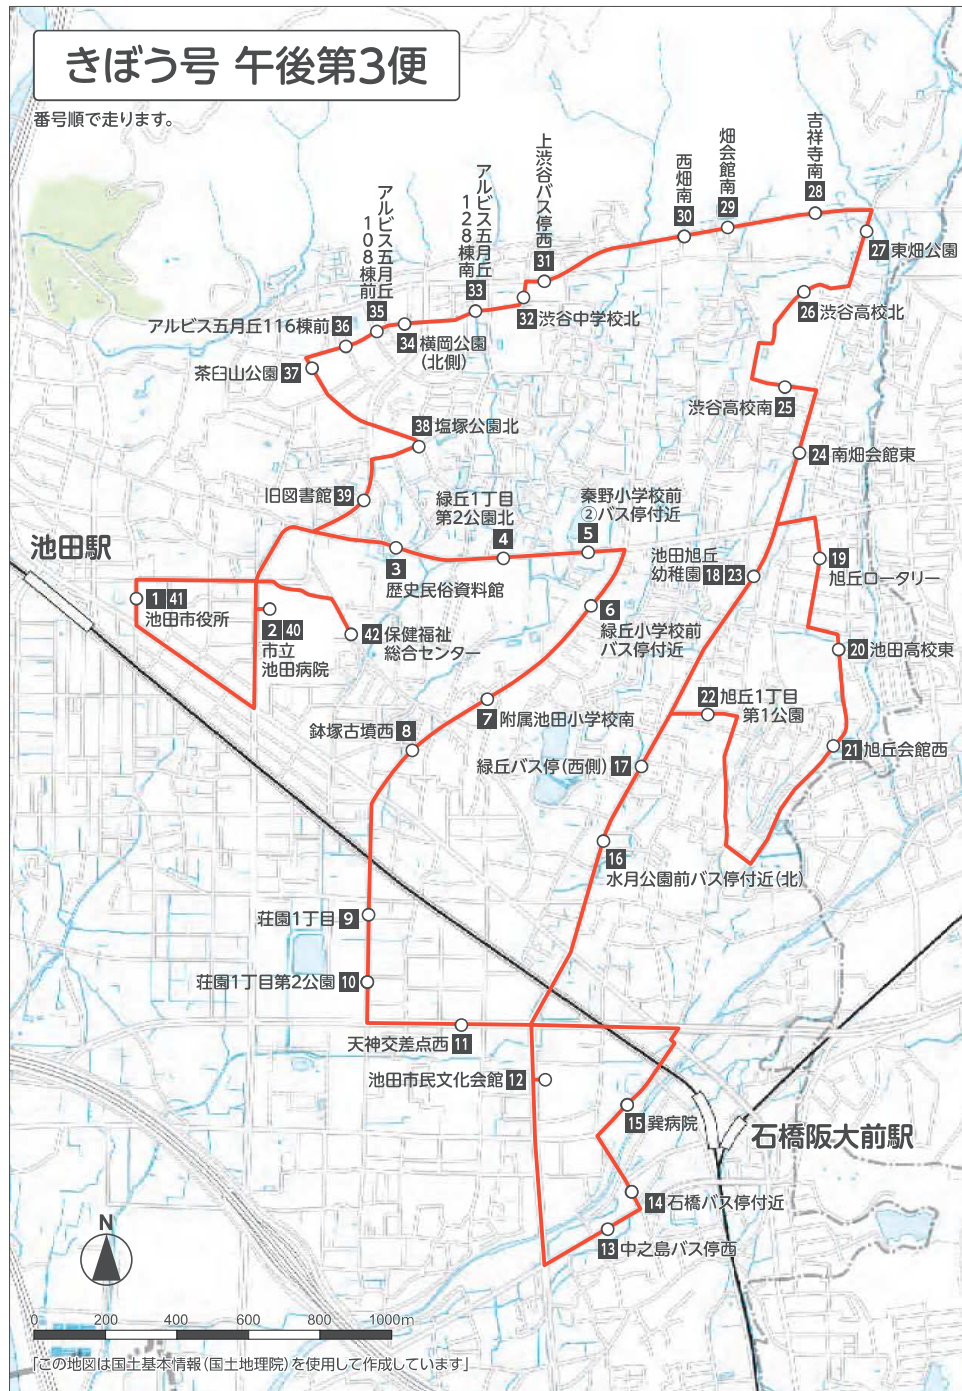 きぼう号 午後第3便
番号順で走ります。
吉祥寺南
28
畑会館南
29
西畑南
30
上渋谷バス停西
31
アルビス五月丘
128棟南
33
アルビス五月丘
108棟前
35
27 東畑公園
26 渋谷高校北
32 渋谷中学校北
アルビス五月丘116棟前 36
34 横岡公園
(北側)
茶臼山公園 37
渋谷高校南 25
38 塩塚公園北
24 南畑会館東
旧図書館 39
緑丘1丁目
第2公園北
4
秦野小学校前
②バス停付近
5
池田駅
3
歴史民俗資料館
池田旭丘
幼稚園 18 23
19
旭丘ロータリー
1 41
池田市役所
2 40
市立
池田病院
42 保健福祉
総合センター
6
緑丘小学校前
バス停付近
20 池田高校東
22 旭丘1丁目
第1公園
7 附属池田小学校南
鉢塚古墳西 8
21 旭丘会館西
緑丘バス停(西側) 17
16
水月公園前バス停付近(北)
荘園1丁目 9
荘園1丁目第2公園 10
天神交差点西 11
池田市民文化会館 12
15 巽病院
石橋阪大前駅
14 石橋バス停付近
13 中之島バス停西
N
0 200 400 600 800 1000m
「この地図は国土基本情報(国土地理院)を使用して作成しています」